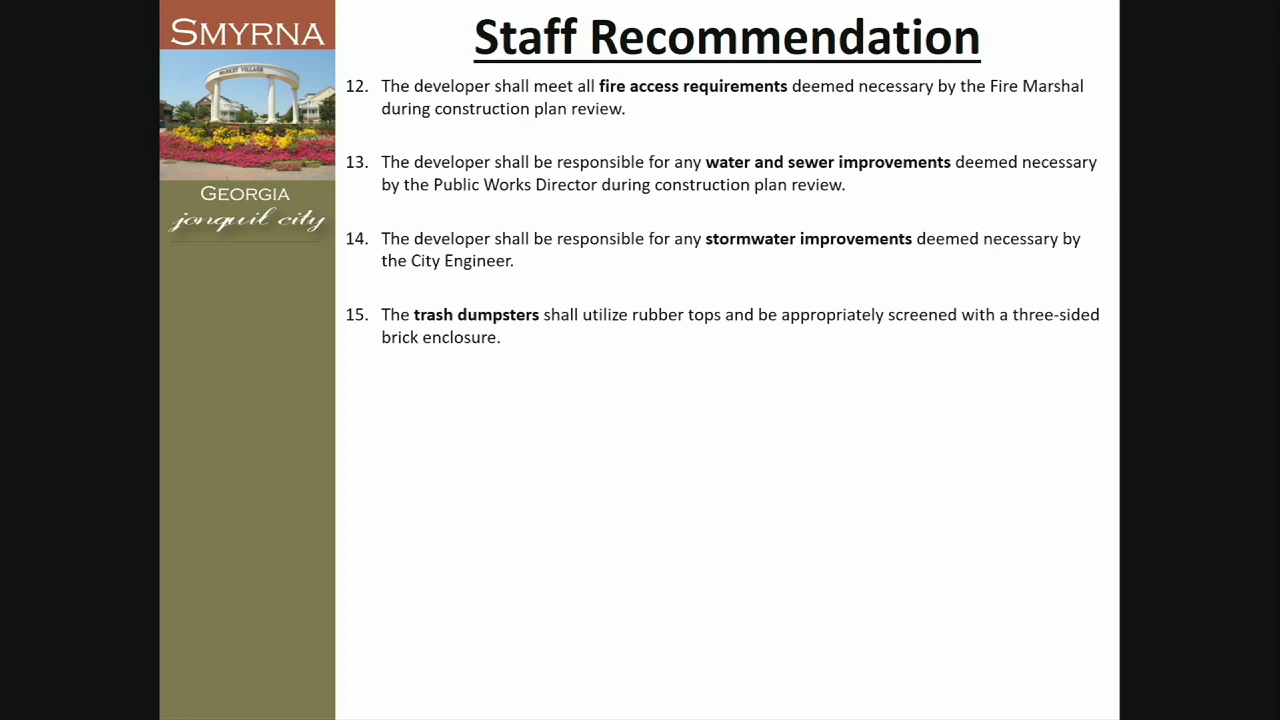 SMYRNA
MARKET VILLAGE
GEORGIA
jonquil city
Staff Recommendation
12. The developer shall meet all fire access requirements deemed necessary by the Fire Marshal
during construction plan review.
13. The developer shall be responsible for any water and sewer improvements deemed necessary
by the Public Works Director during construction plan review.
14. The developer shall be responsible for any stormwater improvements deemed necessary by
the City Engineer.
15. The trash dumpsters shall utilize rubber tops and be appropriately screened with a three-sided
brick enclosure.